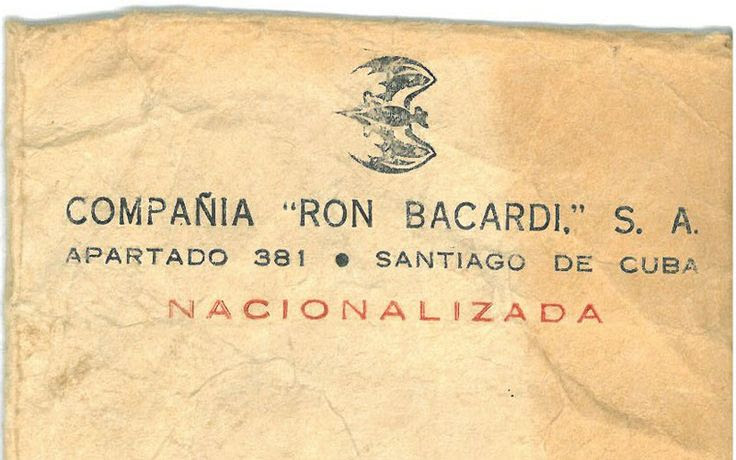 COMPAÑIA "RON BACARDI," S. A.
APARTADO 381 • SANTIAGO DE CUBA
NACIONALIZADA